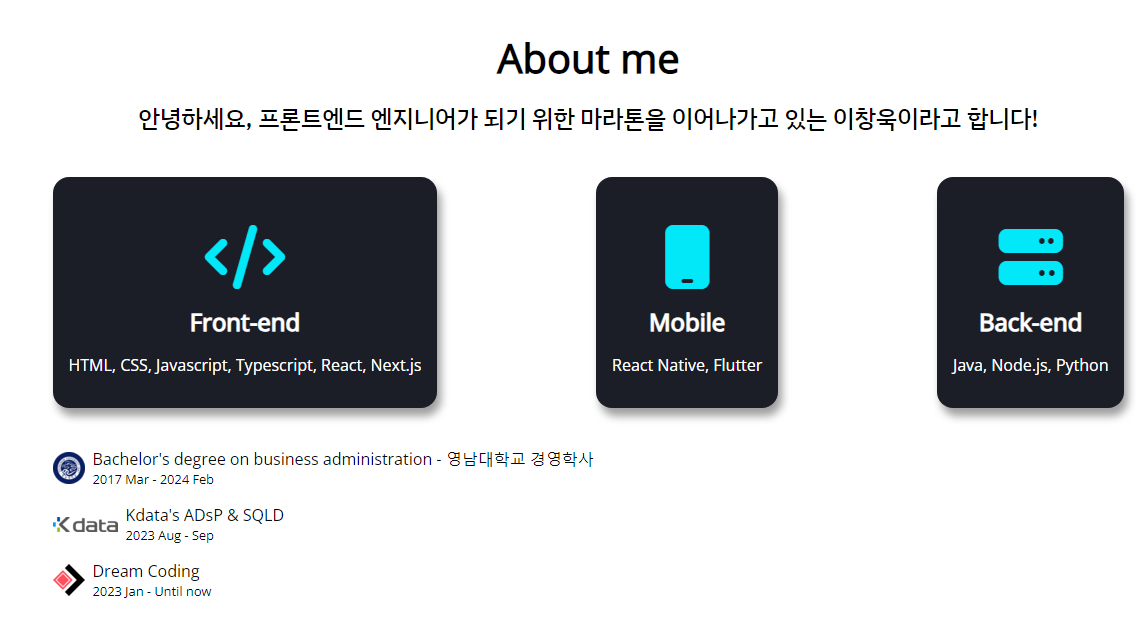 About me
안녕하세요, 프론트엔드 엔지니어가 되기 위한 마라톤을 이어나가고 있는 이창욱이라고 합니다!
Front-end
HTML, CSS, Javascript, Typescript, React, Next.js
Mobile
React Native, Flutter
Back-end
Java, Node.js, Python
Bachelor's degree on business administration - 영남대학교 경영학사
2017 Mar - 2024 Feb
Kdata
Kdata's ADsP & SQLD
2023 Aug - Sep
Dream Coding
2023 Jan - Until now